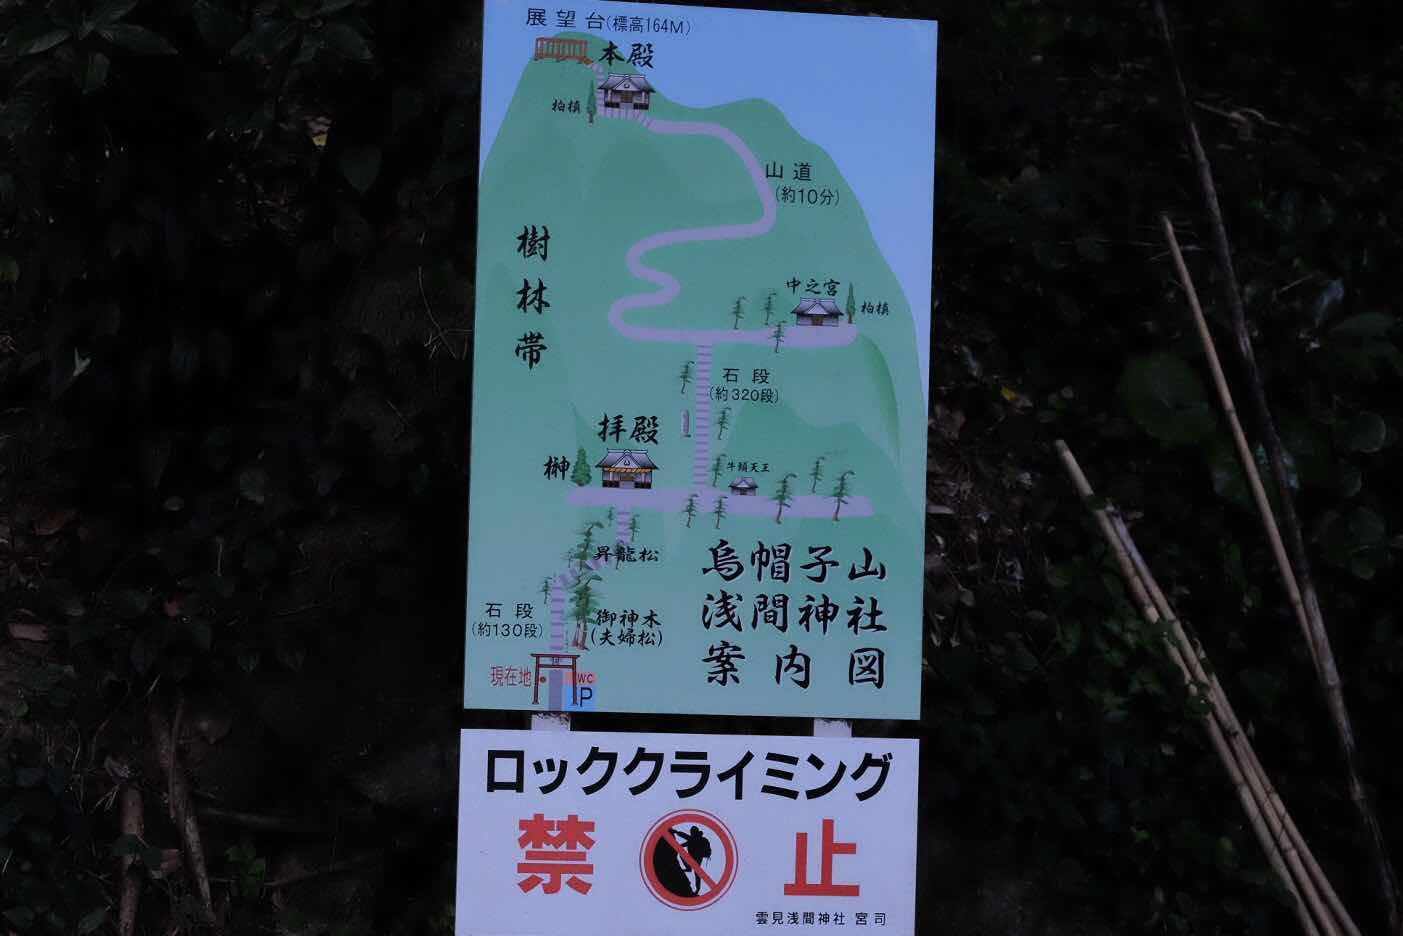 展望台(標高164M)
本殿
柏槙
山道
(約10分)
樹林帯
中之宮
柏槙
石段
(約320段)
拝殿
榊
牛頭天王
昇龍松
石段
(約130段)
御神木
(夫婦松)
烏帽子山
浅間神社
案内図
現在地
WC
P
ロッククライミング
禁止
雲見浅間神社 宮司